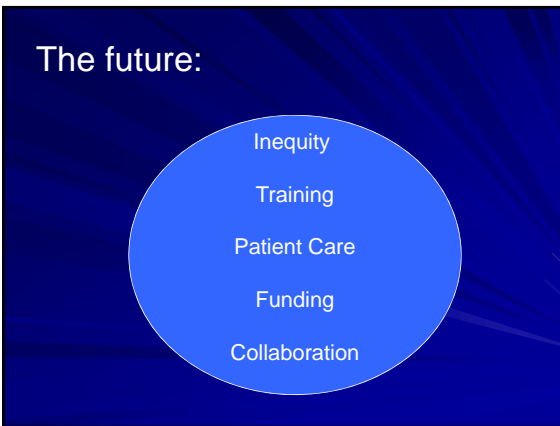 The future:
Inequity
Training
Patient Care
Funding
Collaboration